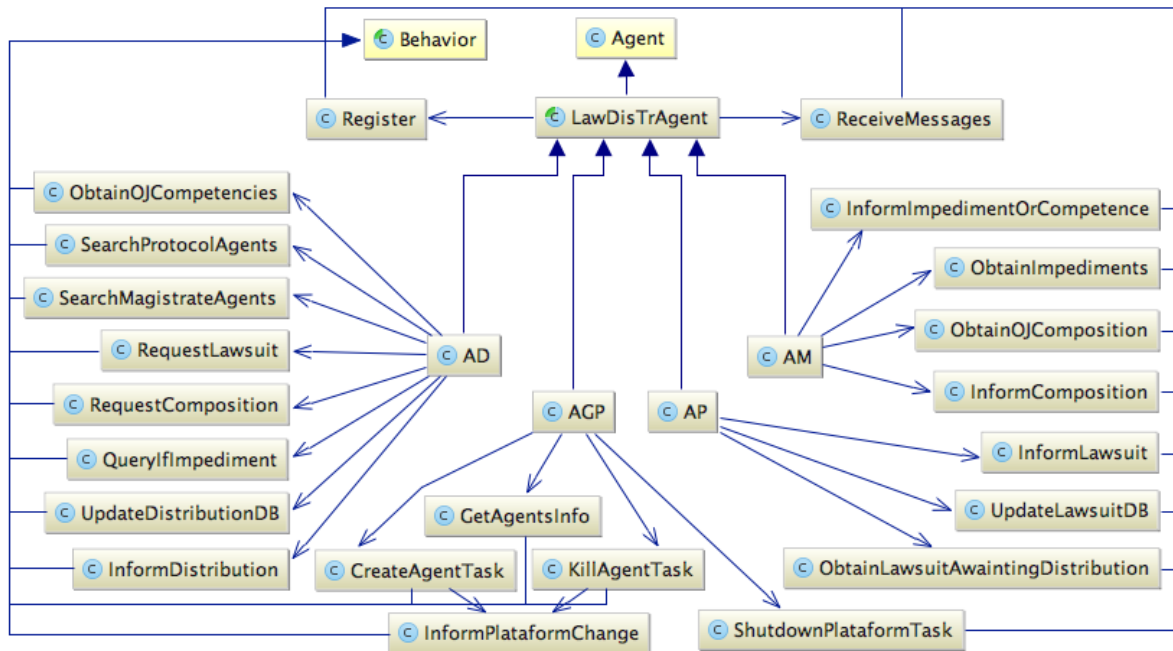 Behavior
Agent
Register
LawDisTrAgent
ReceiveMessages
ObtainOJCompetencies
InformImpedimentOrCompetence
SearchProtocolAgents
ObtainImpediments
SearchMagistrateAgents
ObtainOJComposition
RequestLawsuit
AD
AM
InformComposition
RequestComposition
AGP
AP
QueryIfImpediment
InformLawsuit
UpdateDistributionDB
GetAgentsInfo
UpdateLawsuitDB
InformDistribution
CreateAgentTask
KillAgentTask
ObtainLawsuitAwaintingDistribution
InformPlataformChange
ShutdownPlataformTask